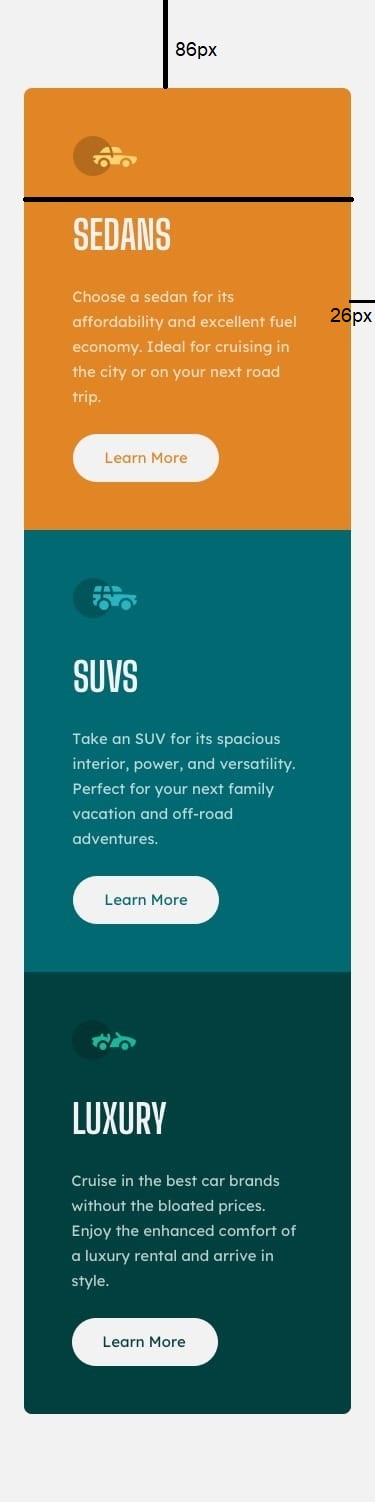 86px
SEDANS
Choose a sedan for its
26px
affordability and excellent fuel
economy. Ideal for cruising in
the city or on your next road
trip.
Learn More
SUVS
Take an SUV for its spacious
interior, power, and versatility.
Perfect for your next family
vacation and off-road
adventures.
Learn More
LUXURY
Cruise in the best car brands
without the bloated prices.
Enjoy the enhanced comfort of
a luxury rental and arrive in
style.
Learn More